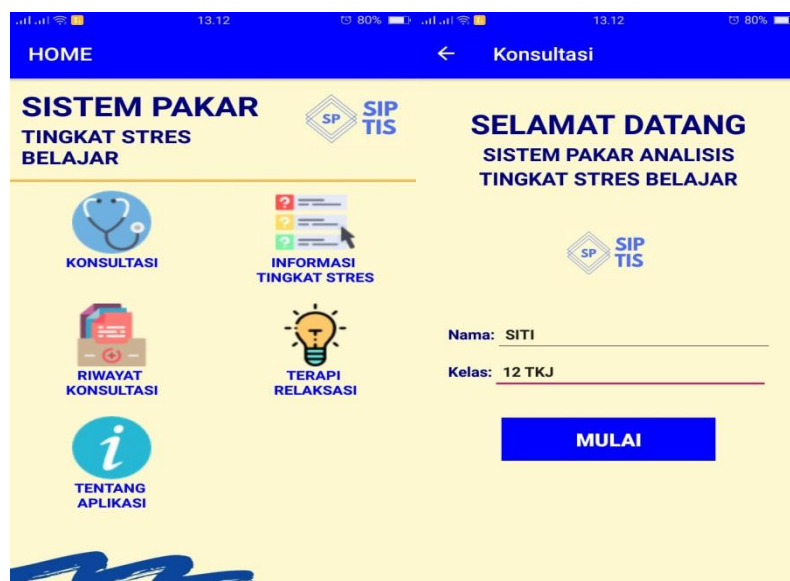 13.12
80%
HOME
SISTEM PAKAR
TINGKAT STRES
BELAJAR
SP
SIP
TIS
KONSULTASI
INFORMASI
TINGKAT STRES
RIWAYAT
KONSULTASI
TERAPI
RELAKSASI
TENTANG
APLIKASI
13.12
80%
Konsultasi
SELAMAT DATANG
SISTEM PAKAR ANALISIS
TINGKAT STRES BELAJAR
SP
SIP
TIS
Nama: SITI
Kelas: 12 TKJ
MULAI